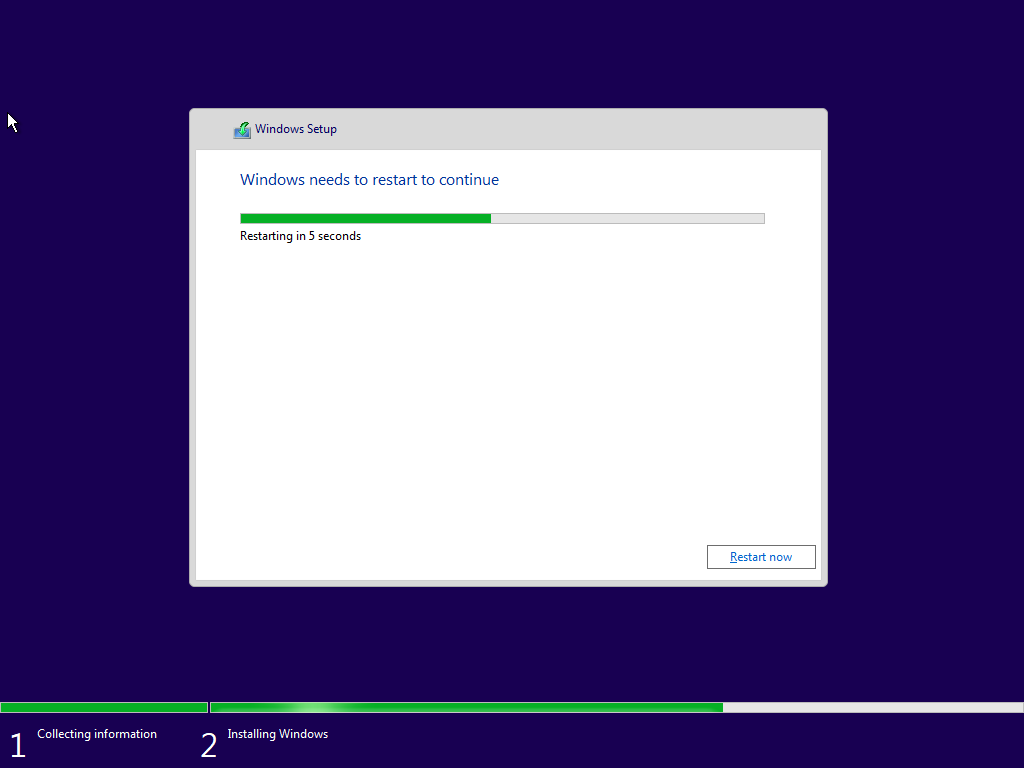 Windows Setup
Windows needs to restart to continue
Restarting in 5 seconds
Restart now
1 Collecting information
2 Installing Windows